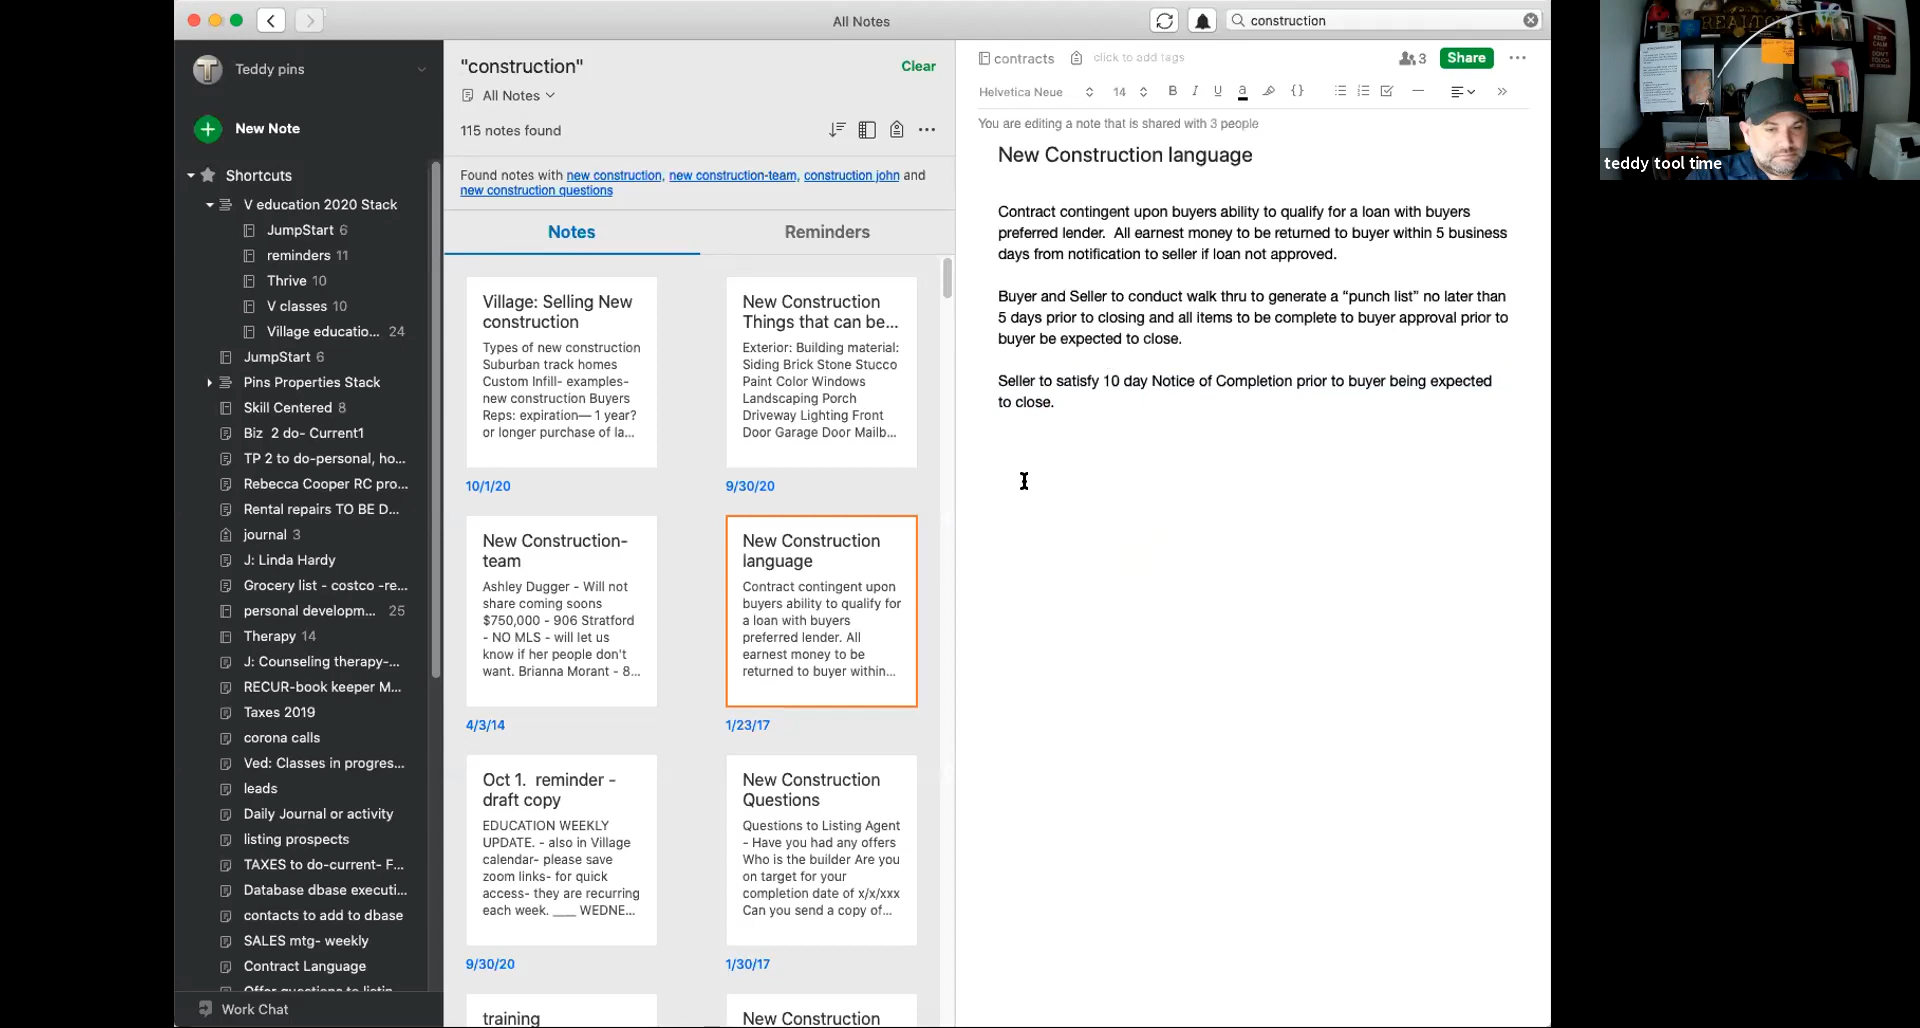 All Notes
construction
Teddy pins
New Note
Shortcuts
V education 2020 Stack
JumpStart 6
reminders 11
Thrive 10
V classes 10
Village educatio... 24
JumpStart 6
Pins Properties Stack
Skill Centered 8
Biz 2 do- Current1
TP 2 to do-personal, ho...
Rebecca Cooper RC pro...
Rental repairs TO BE D...
journal 3
J: Linda Hardy
Grocery list - costco -re...
personal developm... 25
Therapy 14
J: Counseling therapy-...
RECUR-book keeper M...
Taxes 2019
corona calls
Ved: Classes in progres...
leads
Daily Journal or activity
listing prospects
TAXES to do-current- F...
Database dbase executi...
contacts to add to dbase
SALES mtg- weekly
Contract Language
Offer questions to listin
Work Chat
"construction"
Clear
All Notes
115 notes found
Found notes with new construction, new construction-team, construction john and
new construction questions
Notes
Reminders
Village: Selling New
construction
Types of new construction
Suburban track homes
Custom Infill- examples-
new construction Buyers
Reps: expiration— 1 year?
or longer purchase of la...
10/1/20
New Construction
Things that can be...
Exterior: Building material:
Siding Brick Stone Stucco
Paint Color Windows
Landscaping Porch
Driveway Lighting Front
Door Garage Door Mailb...
9/30/20
New Construction-
team
Ashley Dugger - Will not
share coming soons
$750,000 - 906 Stratford
- NO MLS - will let us
know if her people don't
want. Brianna Morant - 8...
4/3/14
New Construction
language
Contract contingent upon
buyers ability to qualify for
a loan with buyers
preferred lender. All
earnest money to be
returned to buyer within...
1/23/17
Oct 1. reminder -
draft copy
EDUCATION WEEKLY
UPDATE. - also in Village
calendar- please save
zoom links- for quick
access- they are recurring
each week. ___ WEDNE...
9/30/20
New Construction
Questions
Questions to Listing Agent
- Have you had any offers
Who is the builder Are you
on target for your
completion date of x/x/xxx
Can you send a copy of...
1/30/17
training
New Construction
contracts
click to add tags
3
Share
Helvetica Neue
14
B I U a {}
You are editing a note that is shared with 3 people
New Construction language
Contract contingent upon buyers ability to qualify for a loan with buyers
preferred lender. All earnest money to be returned to buyer within 5 business
days from notification to seller if loan not approved.
Buyer and Seller to conduct walk thru to generate a “punch list” no later than
5 days prior to closing and all items to be complete to buyer approval prior to
buyer be expected to close.
Seller to satisfy 10 day Notice of Completion prior to buyer being expected
to close.
REALTOR
KEEP
CALM
DON'T
TOUCH
MY
teddy tool time